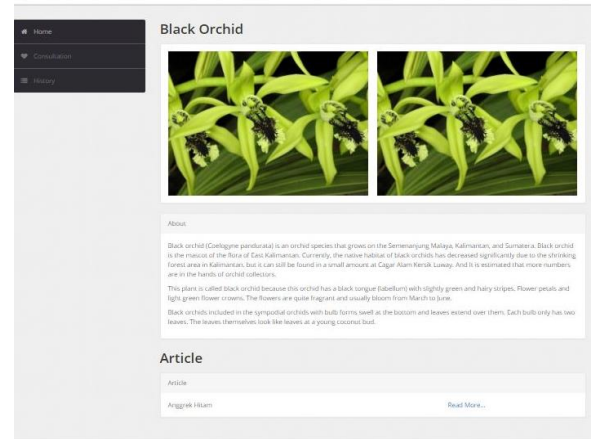 Home
Consultation
History
Black Orchid
About
Black orchid (Coelogyne pandurata) is an orchid species that grows on the Semenanjung Malaya, Kalimantan, and Sumatera. Black orchid
is the mascot of the flora of East Kalimantan. Currently, the native habitat of black orchids has decreased significantly due to the shrinking
forest area in Kalimantan, but it can still be found in a small amount at Cagar Alam Kersik Luway. And it is estimated that more numbers
are in the hands of orchid collectors.
This plant is called black orchid because this orchid has a black tongue (labellum) with slightly green and hairy stripes. Flower petals and
light green flower crowns. The flowers are quite fragrant and usually bloom from March to June.
Black orchids included in the sympodial orchids with bulb forms swell at the bottom and leaves extend over them. Each bulb only has two
leaves. The leaves themselves look like leaves at a young coconut bud.
Article
Article
Anggrek Hitam Read More...